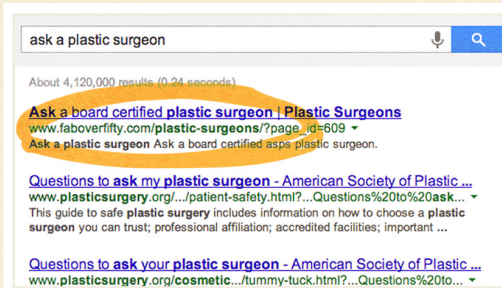 ask a plastic surgeon
About 4,120,000 results (0.24 seconds)
Ask a board certified plastic surgeon | Plastic Surgeons
www.faboverfifty.com/plastic-surgeons/?page_id=609
Ask a plastic surgeon Ask a board certified asps plastic surgeon.
Questions to ask my plastic surgeon - American Society of Plastic ...
www.plasticsurgery.org/.../patient-safety.html?...Questions%20to%20ask...
This guide to safe plastic surgery includes information on how to choose a plastic
surgeon you can trust; professional affiliation; accredited facilities; important ...
Questions to ask your plastic surgeon - American Society of Plastic ...
www.plasticsurgery.org/cosmetic.../tummy-tuck.html?...Questions%20to...